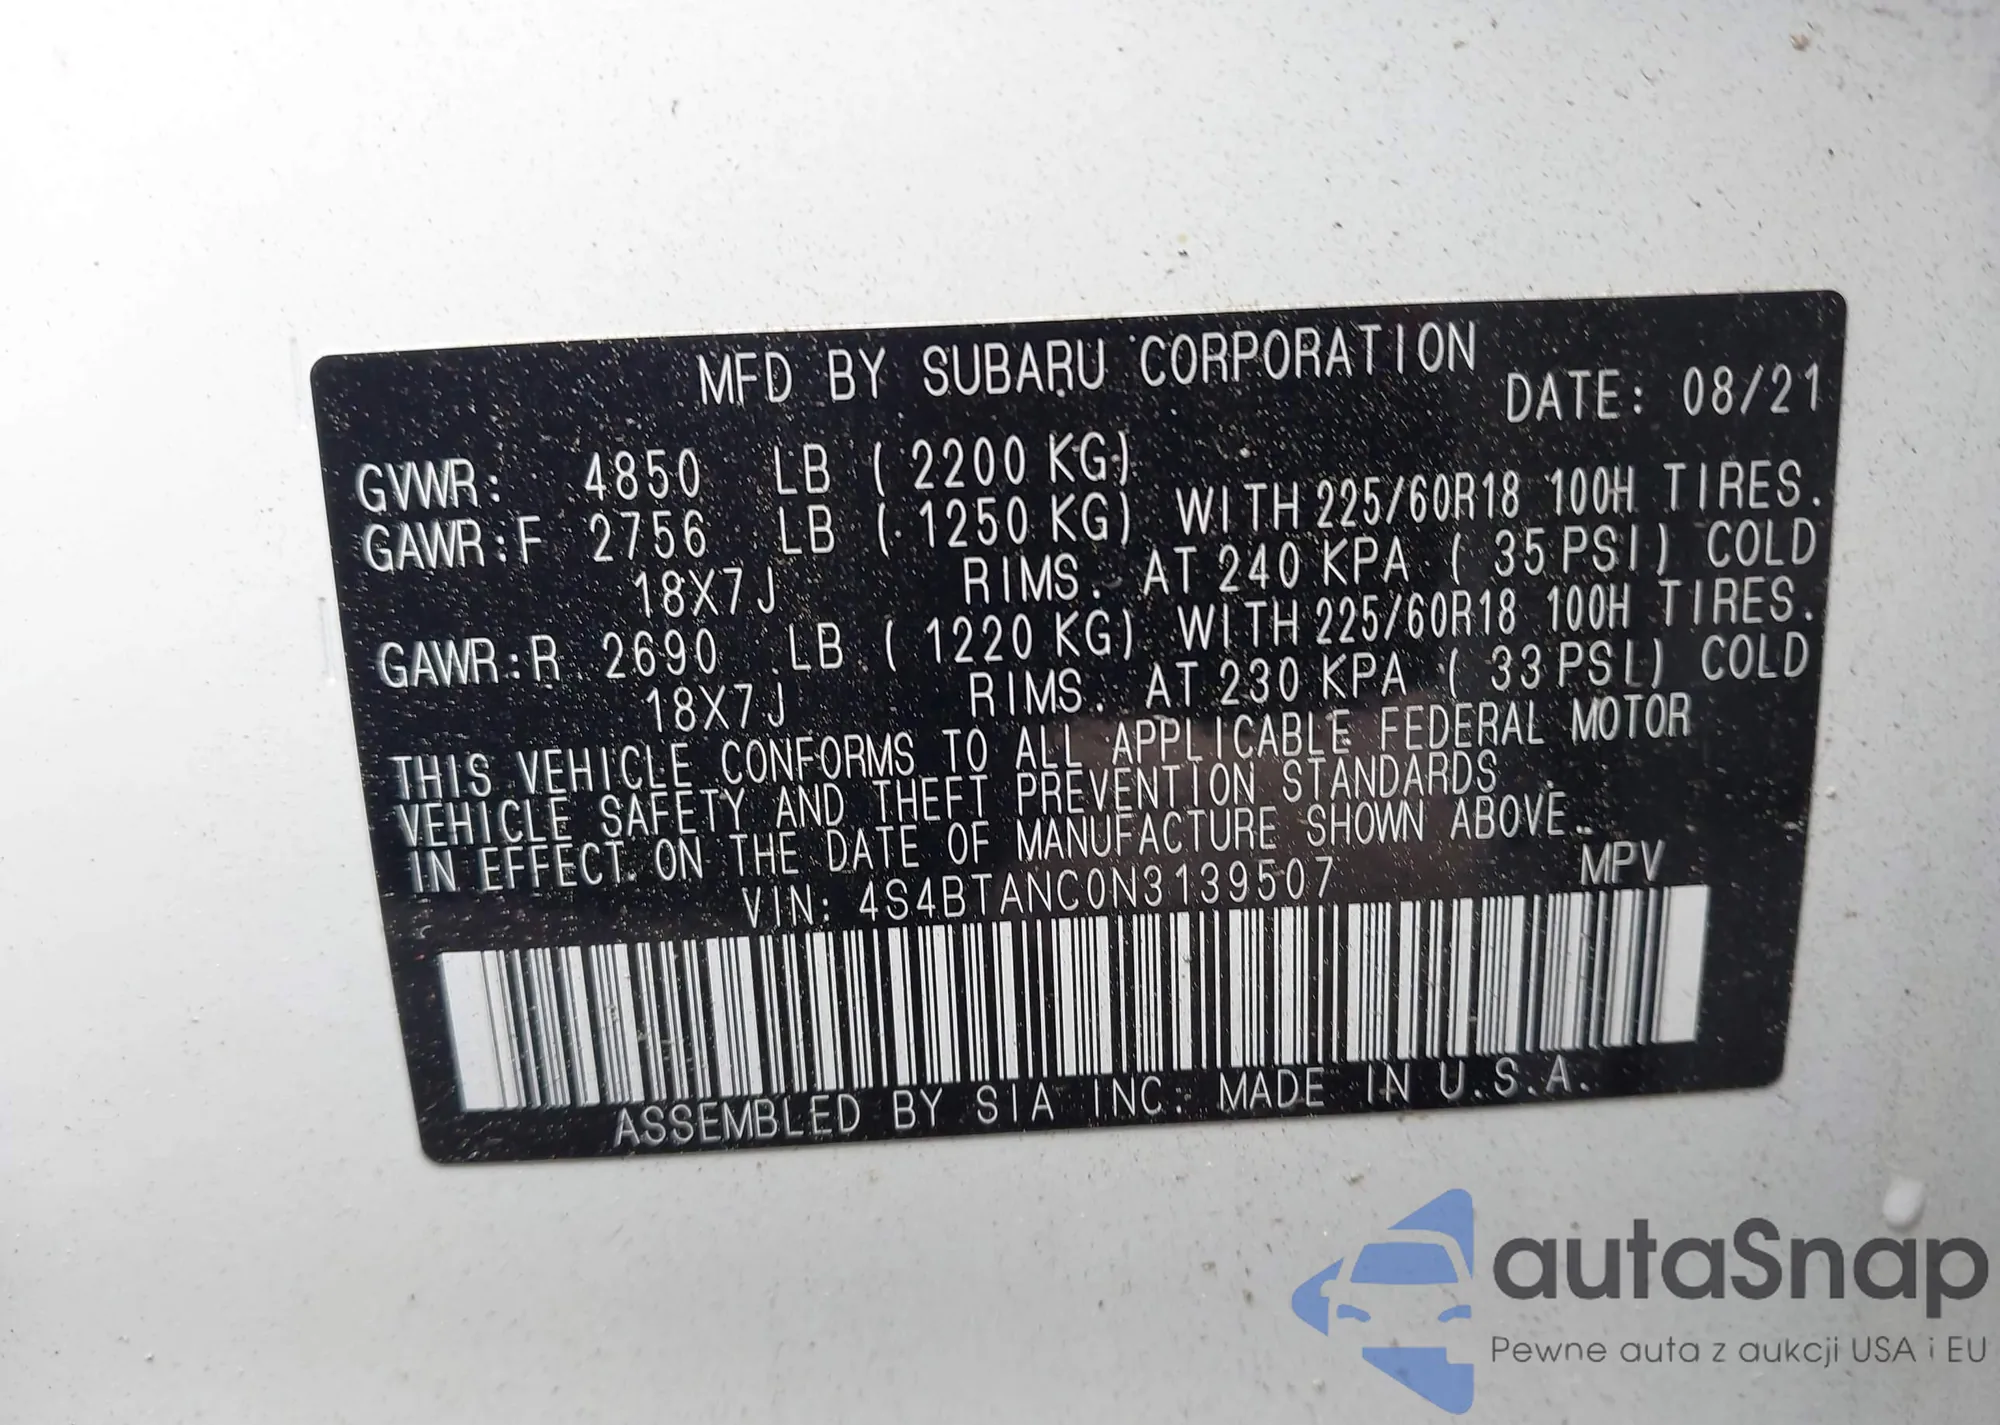 MFD BY SUBARU CORPORATION
DATE: 08/21
GVWR: 4850 LB ( 2200 KG)
GAWR:F 2756 LB ( 1250 KG) WITH 225/60R18 100H TIRES.
18X7J RIMS. AT 240 KPA ( 35 PSI) COLD
GAWR:R 2690 LB ( 1220 KG) WITH 225/60R18 100H TIRES.
18X7J RIMS. AT 230 KPA ( 33 PSI) COLD
THIS VEHICLE CONFORMS TO ALL APPLICABLE FEDERAL MOTOR
VEHICLE SAFETY AND THEFT PREVENTION STANDARDS
IN EFFECT ON THE DATE OF MANUFACTURE SHOWN ABOVE.
VIN: 4S4BTANC0N3139507 MPV
ASSEMBLED BY SIA INC. MADE IN U.S.A.
autaSnap
Pewne auta z aukcji USA i EU